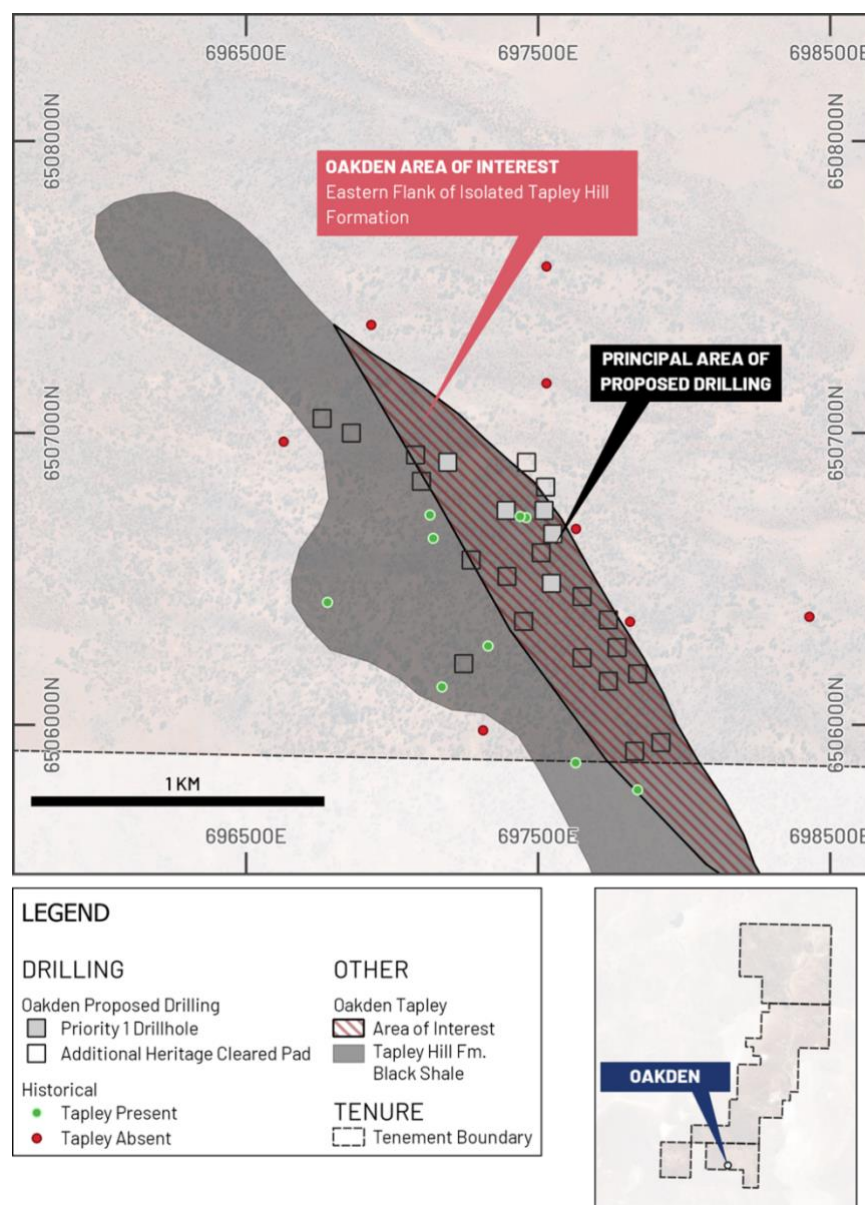 696500E
697500E
698500E
6508000N
6508000N
OAKDEN AREA OF INTEREST
Eastern Flank of Isolated Tapley Hill
Formation
PRINCIPAL AREA OF
PROPOSED DRILLING
6507000N
6507000N
6506000N
6506000N
1 KM
696500E
697500E
698500E
LEGEND
DRILLING
Oakden Proposed Drilling
Priority 1 Drillhole
Additional Heritage Cleared Pad
Historical
Tapley Present
Tapley Absent
OTHER
Oakden Tapley
Area of Interest
Tapley Hill Fm.
Black Shale
TENURE
Tenement Boundary
OAKDEN